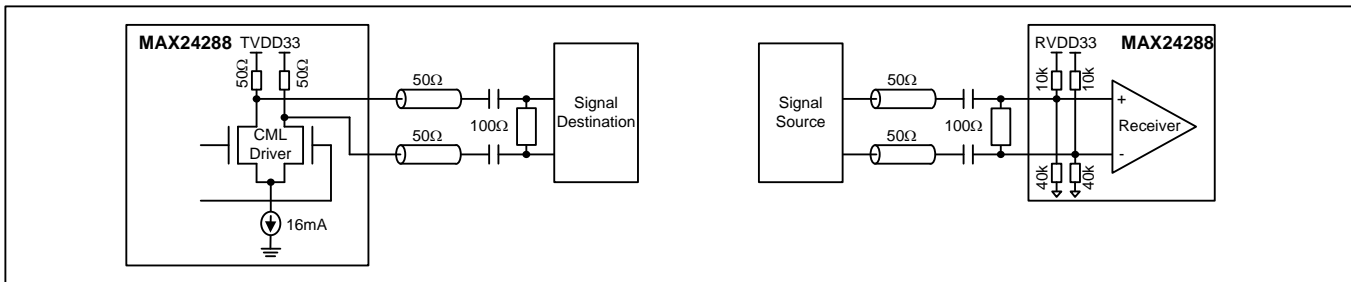 MAX24288 TVDD33
50Ω
50Ω
CML
Driver
16mA
50Ω
50Ω
100Ω
Signal
Destination
Signal
Source
50Ω
50Ω
100Ω
RVDD33 MAX24288
10k
10k
+
Receiver
-
40k
40k